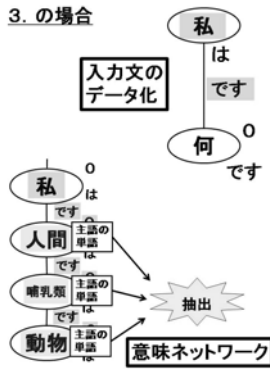 3. の場合
私
は
入力文の
データ化
です
何
O
です
O
私
は
です
人間
主語の
単語
O
です
哺乳類
主語の
単語
です
動物
主語の
単語
抽出
意味ネットワーク